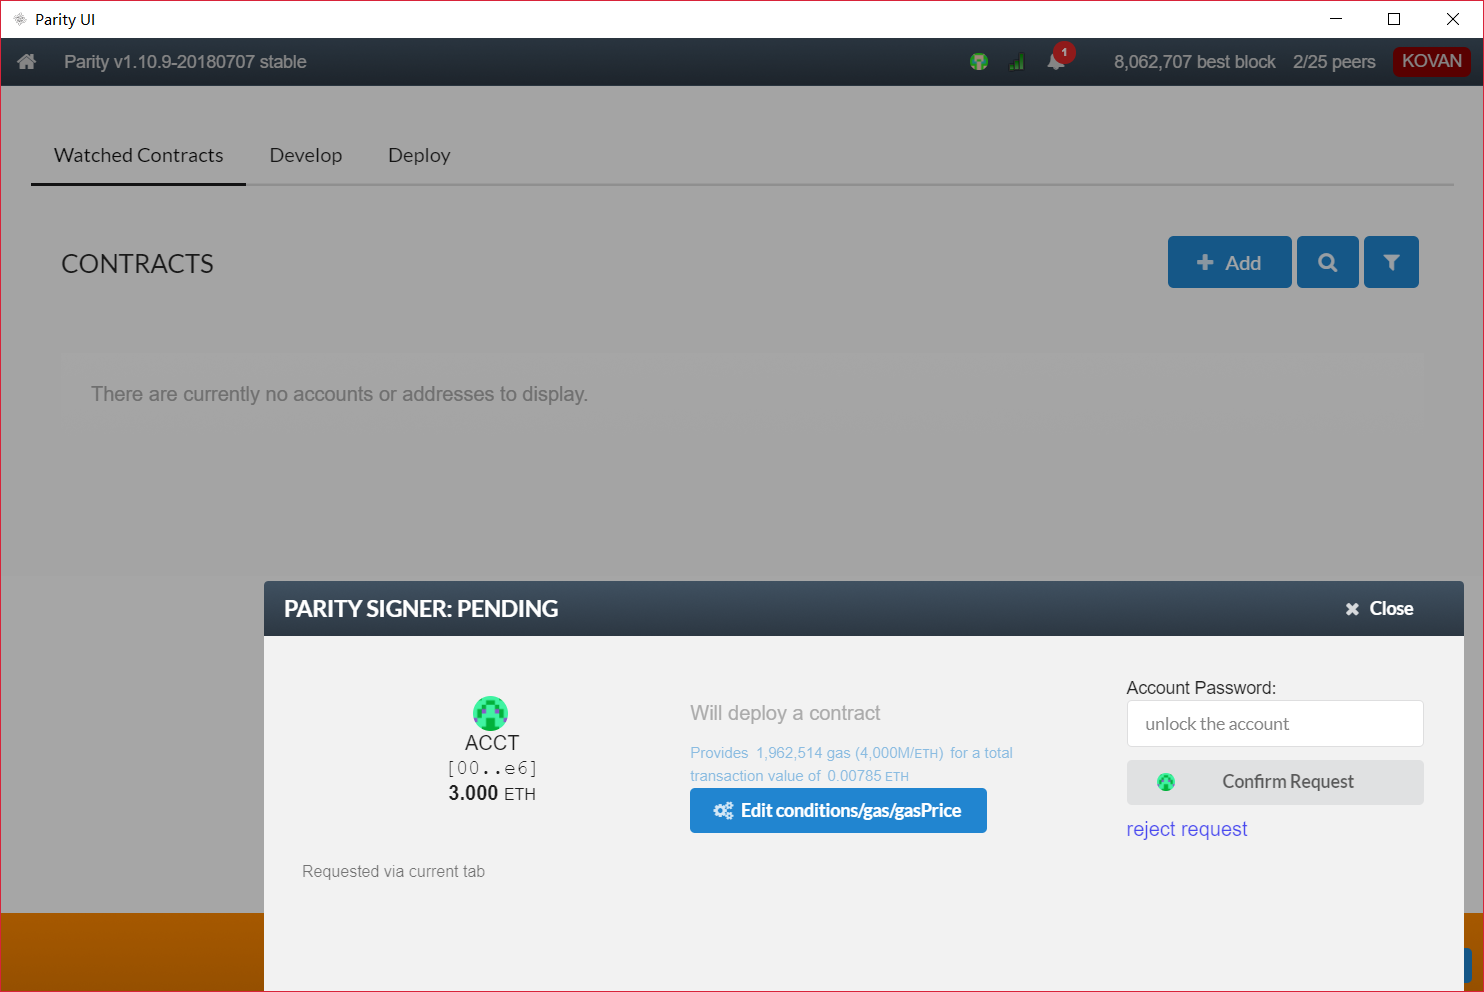 Parity UI
Parity v1.10.9-20180707 stable
1
8,062,707 best block
2/25 peers
KOVAN
Watched Contracts
Develop
Deploy
CONTRACTS
Add
There are currently no accounts or addresses to display.
PARITY SIGNER: PENDING
Close
ACCT
[00..e6]
3.000 ETH
Requested via current tab
Will deploy a contract
Provides 1,962,514 gas (4,000M/ETH) for a total
transaction value of 0.00785 ETH
Edit conditions/gas/gasPrice
Account Password:
unlock the account
Confirm Request
reject request